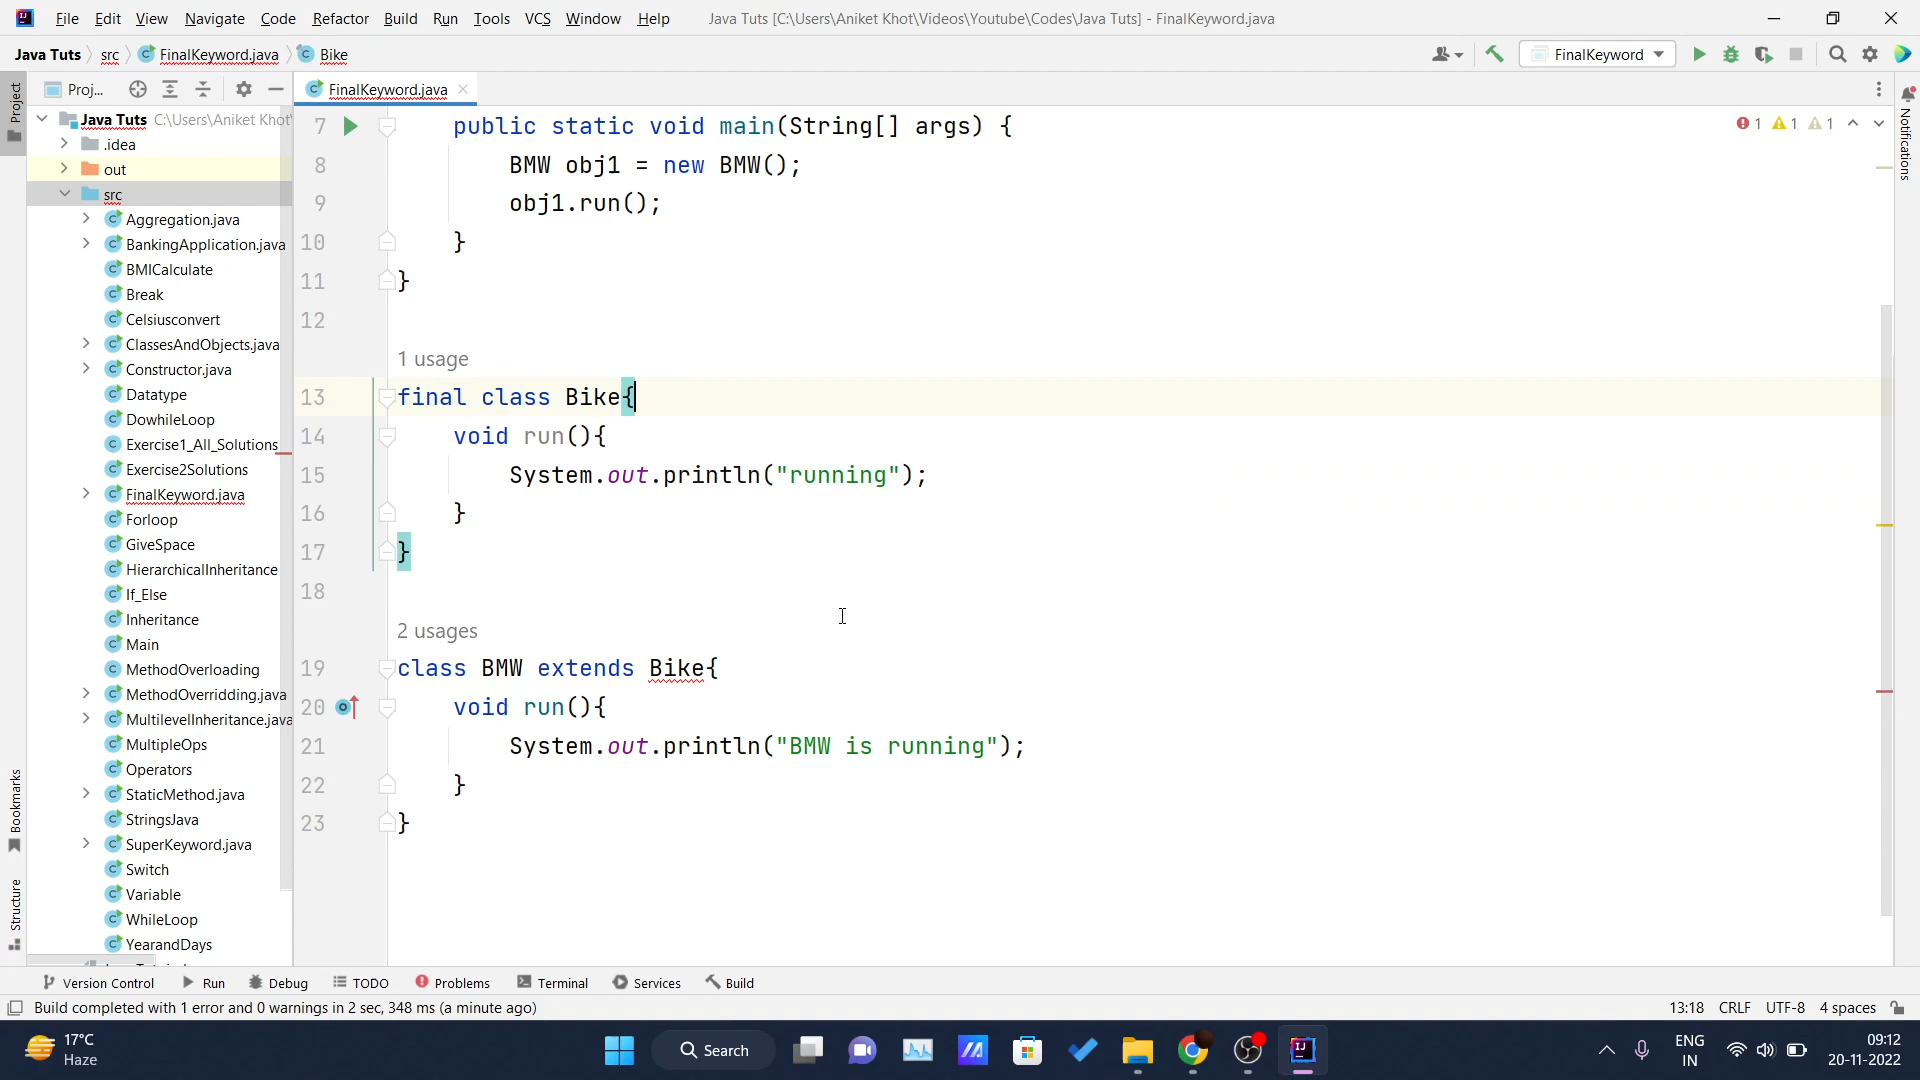 File Edit View Navigate Code Refactor Build Run Tools VCS Window Help Java Tuts [C:\Users\Aniket Khot\Videos\Youtube\Codes\Java Tuts] - FinalKeyword.java
Java Tuts src FinalKeyword.java Bike FinalKeyword
Proj... FinalKeyword.java
Project
Java Tuts C:\Users\Aniket Khot
.idea
out
src
Aggregation.java
BankingApplication.java
BMICalculate
Break
Celsiusconvert
ClassesAndObjects.java
Constructor.java
Datatype
DowhileLoop
Exercise1_All_Solutions
Exercise2Solutions
FinalKeyword.java
Forloop
GiveSpace
HierarchicalInheritance
If_Else
Inheritance
Main
MethodOverloading
MethodOverridding.java
MultilevelInheritance.java
MultipleOps
Operators
StaticMethod.java
StringsJava
SuperKeyword.java
Switch
Variable
WhileLoop
YearandDays
Bookmarks
Structure
7 public static void main(String[] args) {
8 BMW obj1 = new BMW();
9 obj1.run();
10 }
11 }
12
1 usage
13 final class Bike{
14 void run(){
15 System.out.println("running");
16 }
17 }
18
2 usages
19 class BMW extends Bike{
20 void run(){
21 System.out.println("BMW is running");
22 }
23 }
1 1 1
Notifications
Version Control Run Debug TODO Problems Terminal Services Build
Build completed with 1 error and 0 warnings in 2 sec, 348 ms (a minute ago) 13:18 CRLF UTF-8 4 spaces
17°C
Haze
Search
ENG
IN
09:12
20-11-2022